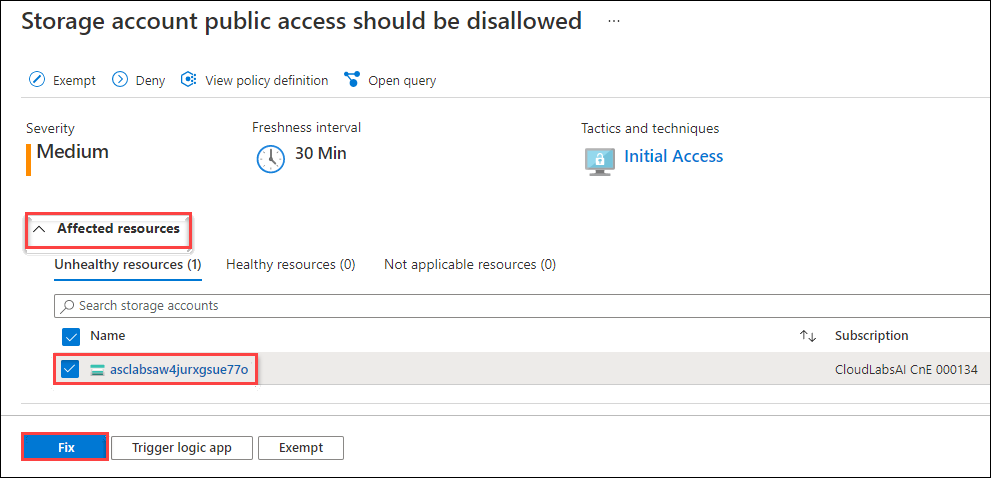 Storage account public access should be disallowed ...
Exempt Deny View policy definition Open query
Severity Freshness interval Tactics and techniques
Medium 30 Min Initial Access
Affected resources
Unhealthy resources (1) Healthy resources (0) Not applicable resources (0)
Search storage accounts
Name Subscription
asclabsaw4jurxgsue77o CloudLabsAI CnE 000134
Fix Trigger logic app Exempt